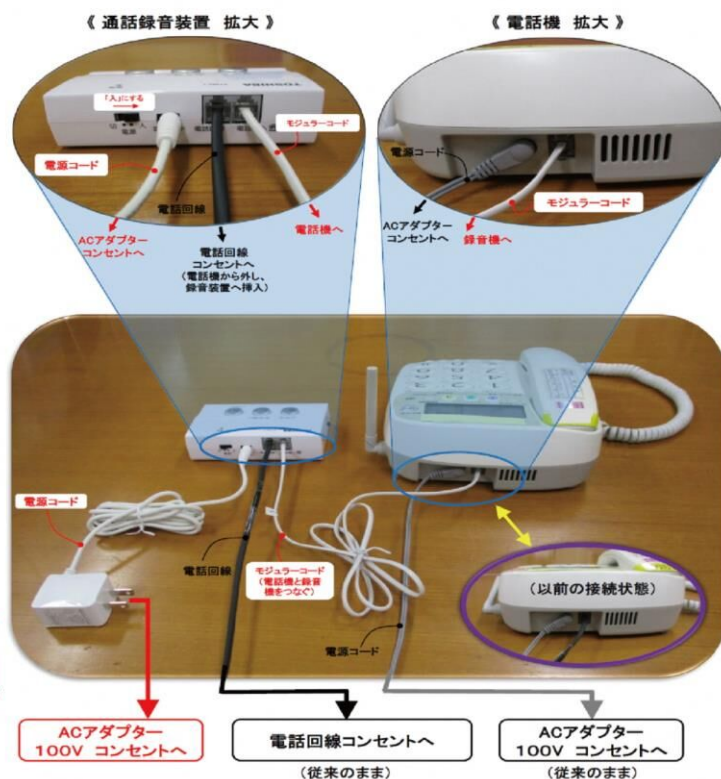 《 通話録音装置 拡大 》
《 電話機 拡大 》
TOSHIBA
「入」にする
切
入
電源
モジュラーコード
電源コード
電話回線
ACアダプター
コンセントへ
電話機へ
電話回線
コンセントへ
(電話機から外し、
録音装置へ挿入)
電源コード
モジュラーコード
ACアダプター
コンセントへ
録音機へ
電源コード
電話回線
モジュラーコード
(電話機と録音
機をつなぐ)
電源コード
(以前の接続状態)
ACアダプター
100V コンセントへ
電話回線コンセントへ
(従来のまま)
ACアダプター
100V コンセントへ
(従来のまま)